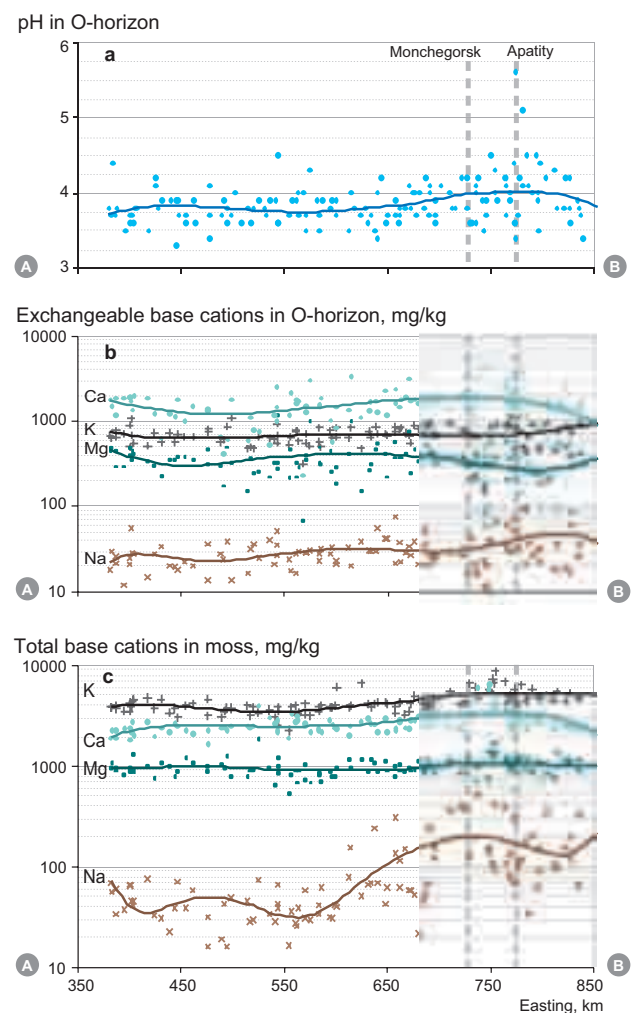 pH in O-horizon
6
a
Monchegorsk
Apatity
5
4
3
A
B
Exchangeable base cations in O-horizon, mg/kg
10000
b
Ca
1000
K
Mg
100
Na
10
A
B
Total base cations in moss, mg/kg
10000
c
K
Ca
1000
Mg
100
Na
10
A
B
350 450 550 650 750 850
Easting, km